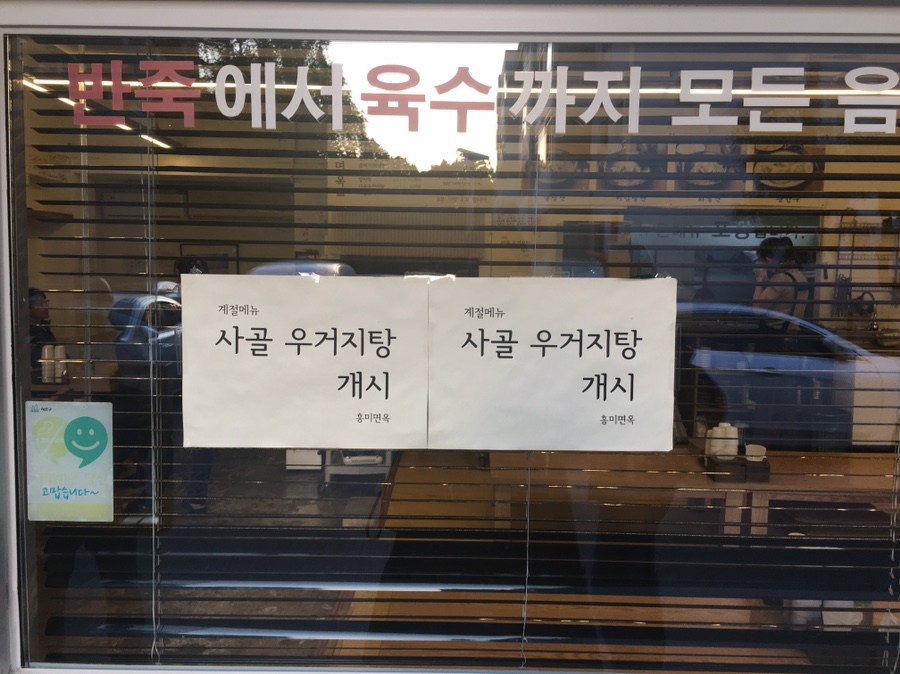 반죽에서 육수까지 모든 음
계절메뉴
사골 우거지탕
개시
흥미면옥
계절메뉴
사골 우거지탕
개시
흥미면옥
고맙습니다~